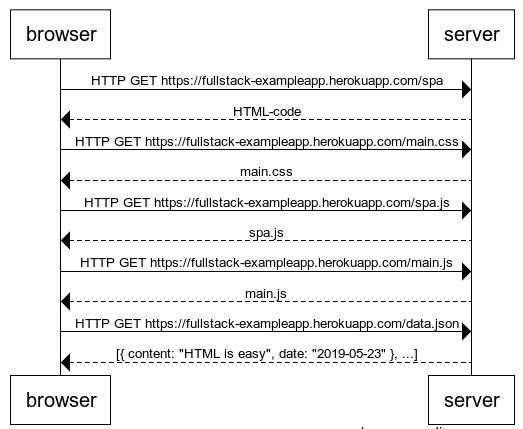 browser server
HTTP GET https://fullstack-exampleapp.herokuapp.com/spa
HTML-code
HTTP GET https://fullstack-exampleapp.herokuapp.com/main.css
main.css
HTTP GET https://fullstack-exampleapp.herokuapp.com/spa.js
spa.js
HTTP GET https://fullstack-exampleapp.herokuapp.com/main.js
main.js
HTTP GET https://fullstack-exampleapp.herokuapp.com/data.json
[{ content: "HTML is easy", date: "2019-05-23" }, ...]
browser server